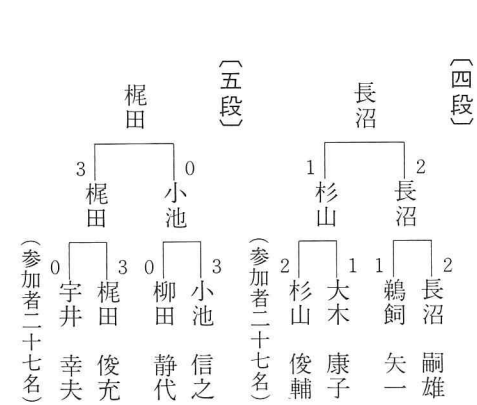 〔四段〕
長沼
1
2
杉山
長沼
2
1
1
2
長沼 嗣雄
鵜飼 矢一
大木 康子
杉山 俊輔
（参加者二十七名）
〔五段〕
梶田
3
0
梶田
小池
0
3
0
3
小池 信之
柳田 静代
梶田 俊充
宇井 幸夫
（参加者二十七名）